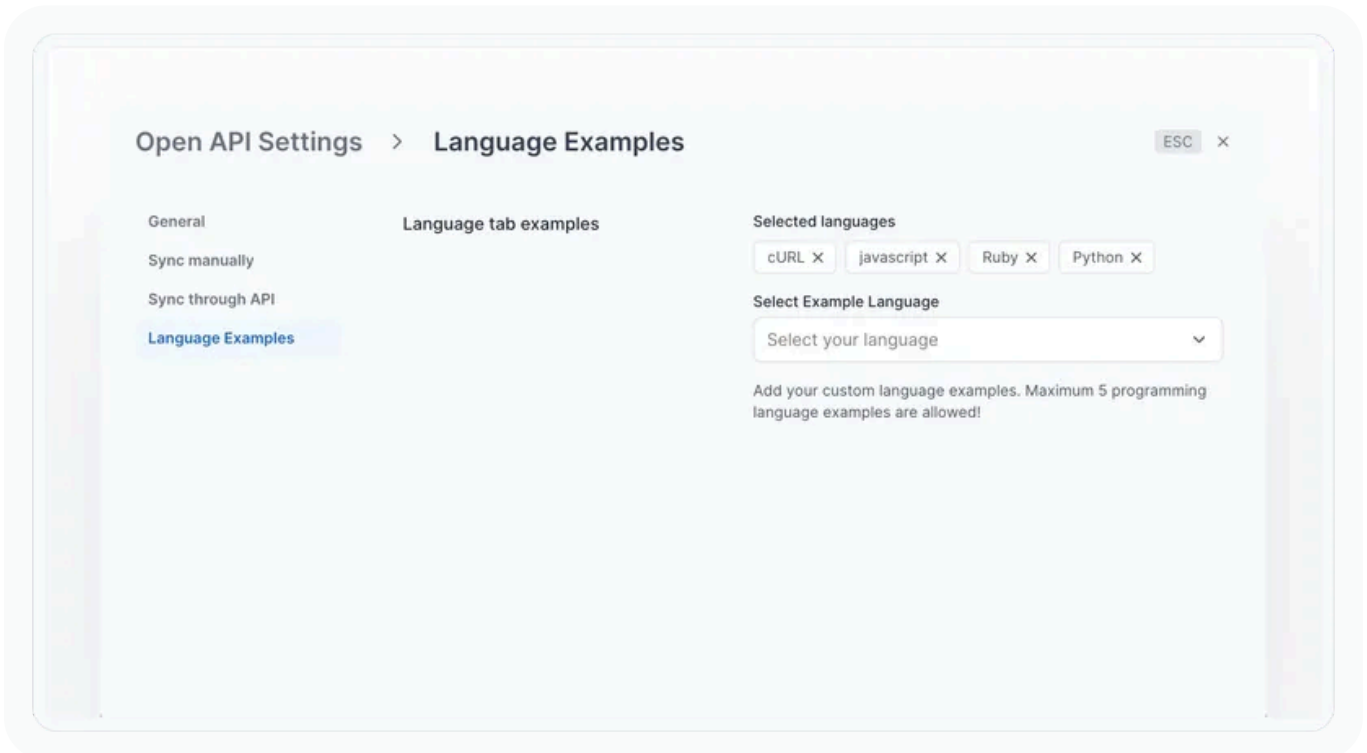 Open API Settings > Language Examples
ESC ×
General
Sync manually
Sync through API
Language Examples
Language tab examples
Selected languages
cURL × javascript × Ruby × Python ×
Select Example Language
Select your language
Add your custom language examples. Maximum 5 programming
language examples are allowed!